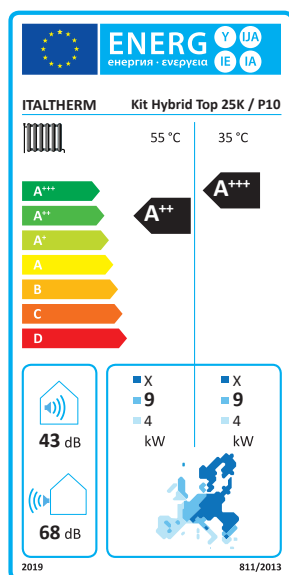 ENERG Y IJA
енергия · ενεργεια IE IA
ITALTHERM Kit Hybrid Top 25K / P10
55 °C 35 °C
A+++
A++
A+
A
B
C
D
A++
A+++
43 dB
68 dB
X X
9 9
4 4
kW kW
2019 811/2013